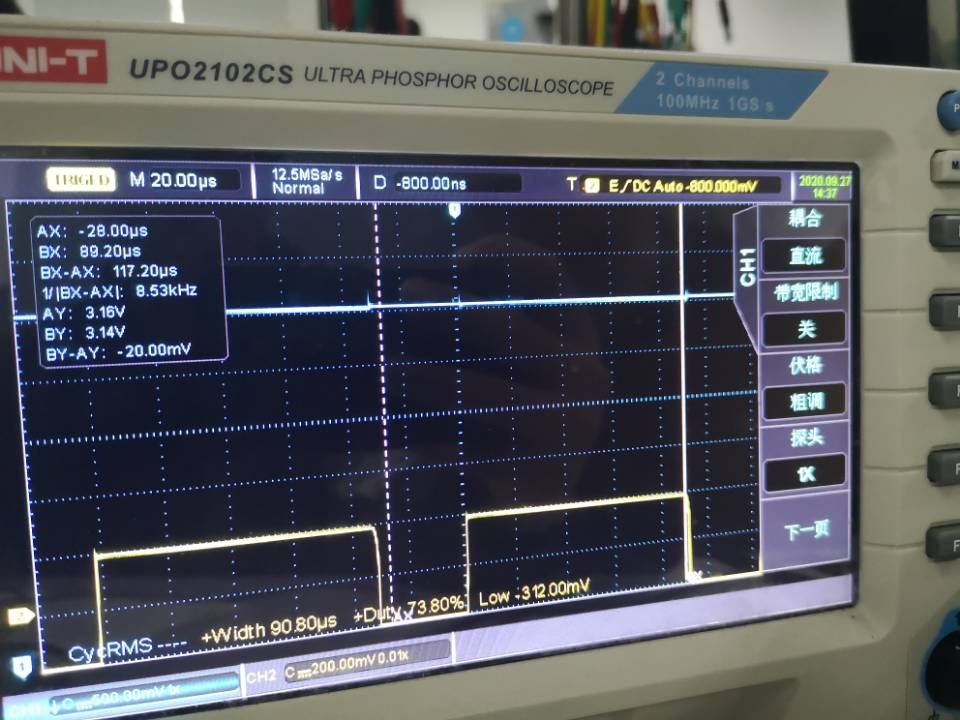 UNI-T UPO2102CS ULTRA PHOSPHOR OSCILLOSCOPE
2 Channels
100MHz 1GS s
TRIGED M 20.00µs
12.5MSa/s
Normal
D -800.00ns
T 2 E/DC Auto -800.000mV
2020.09.27
14:37
AX: -28.00µs
BX: 89.20µs
BX-AX: 117.20µs
1/|BX-AX|: 8.53kHz
AY: 3.16V
BY: 3.14V
BY-AY: -20.00mV
CH1
耦合
直流
带宽限制
关
伏格
粗调
探头
1X
下一页
CycRMS ---- +Width 90.80µs +Duty 73.80% Low -312.00mV
CH1 500.00mV 1x
CH2 200.00mV 0.01x